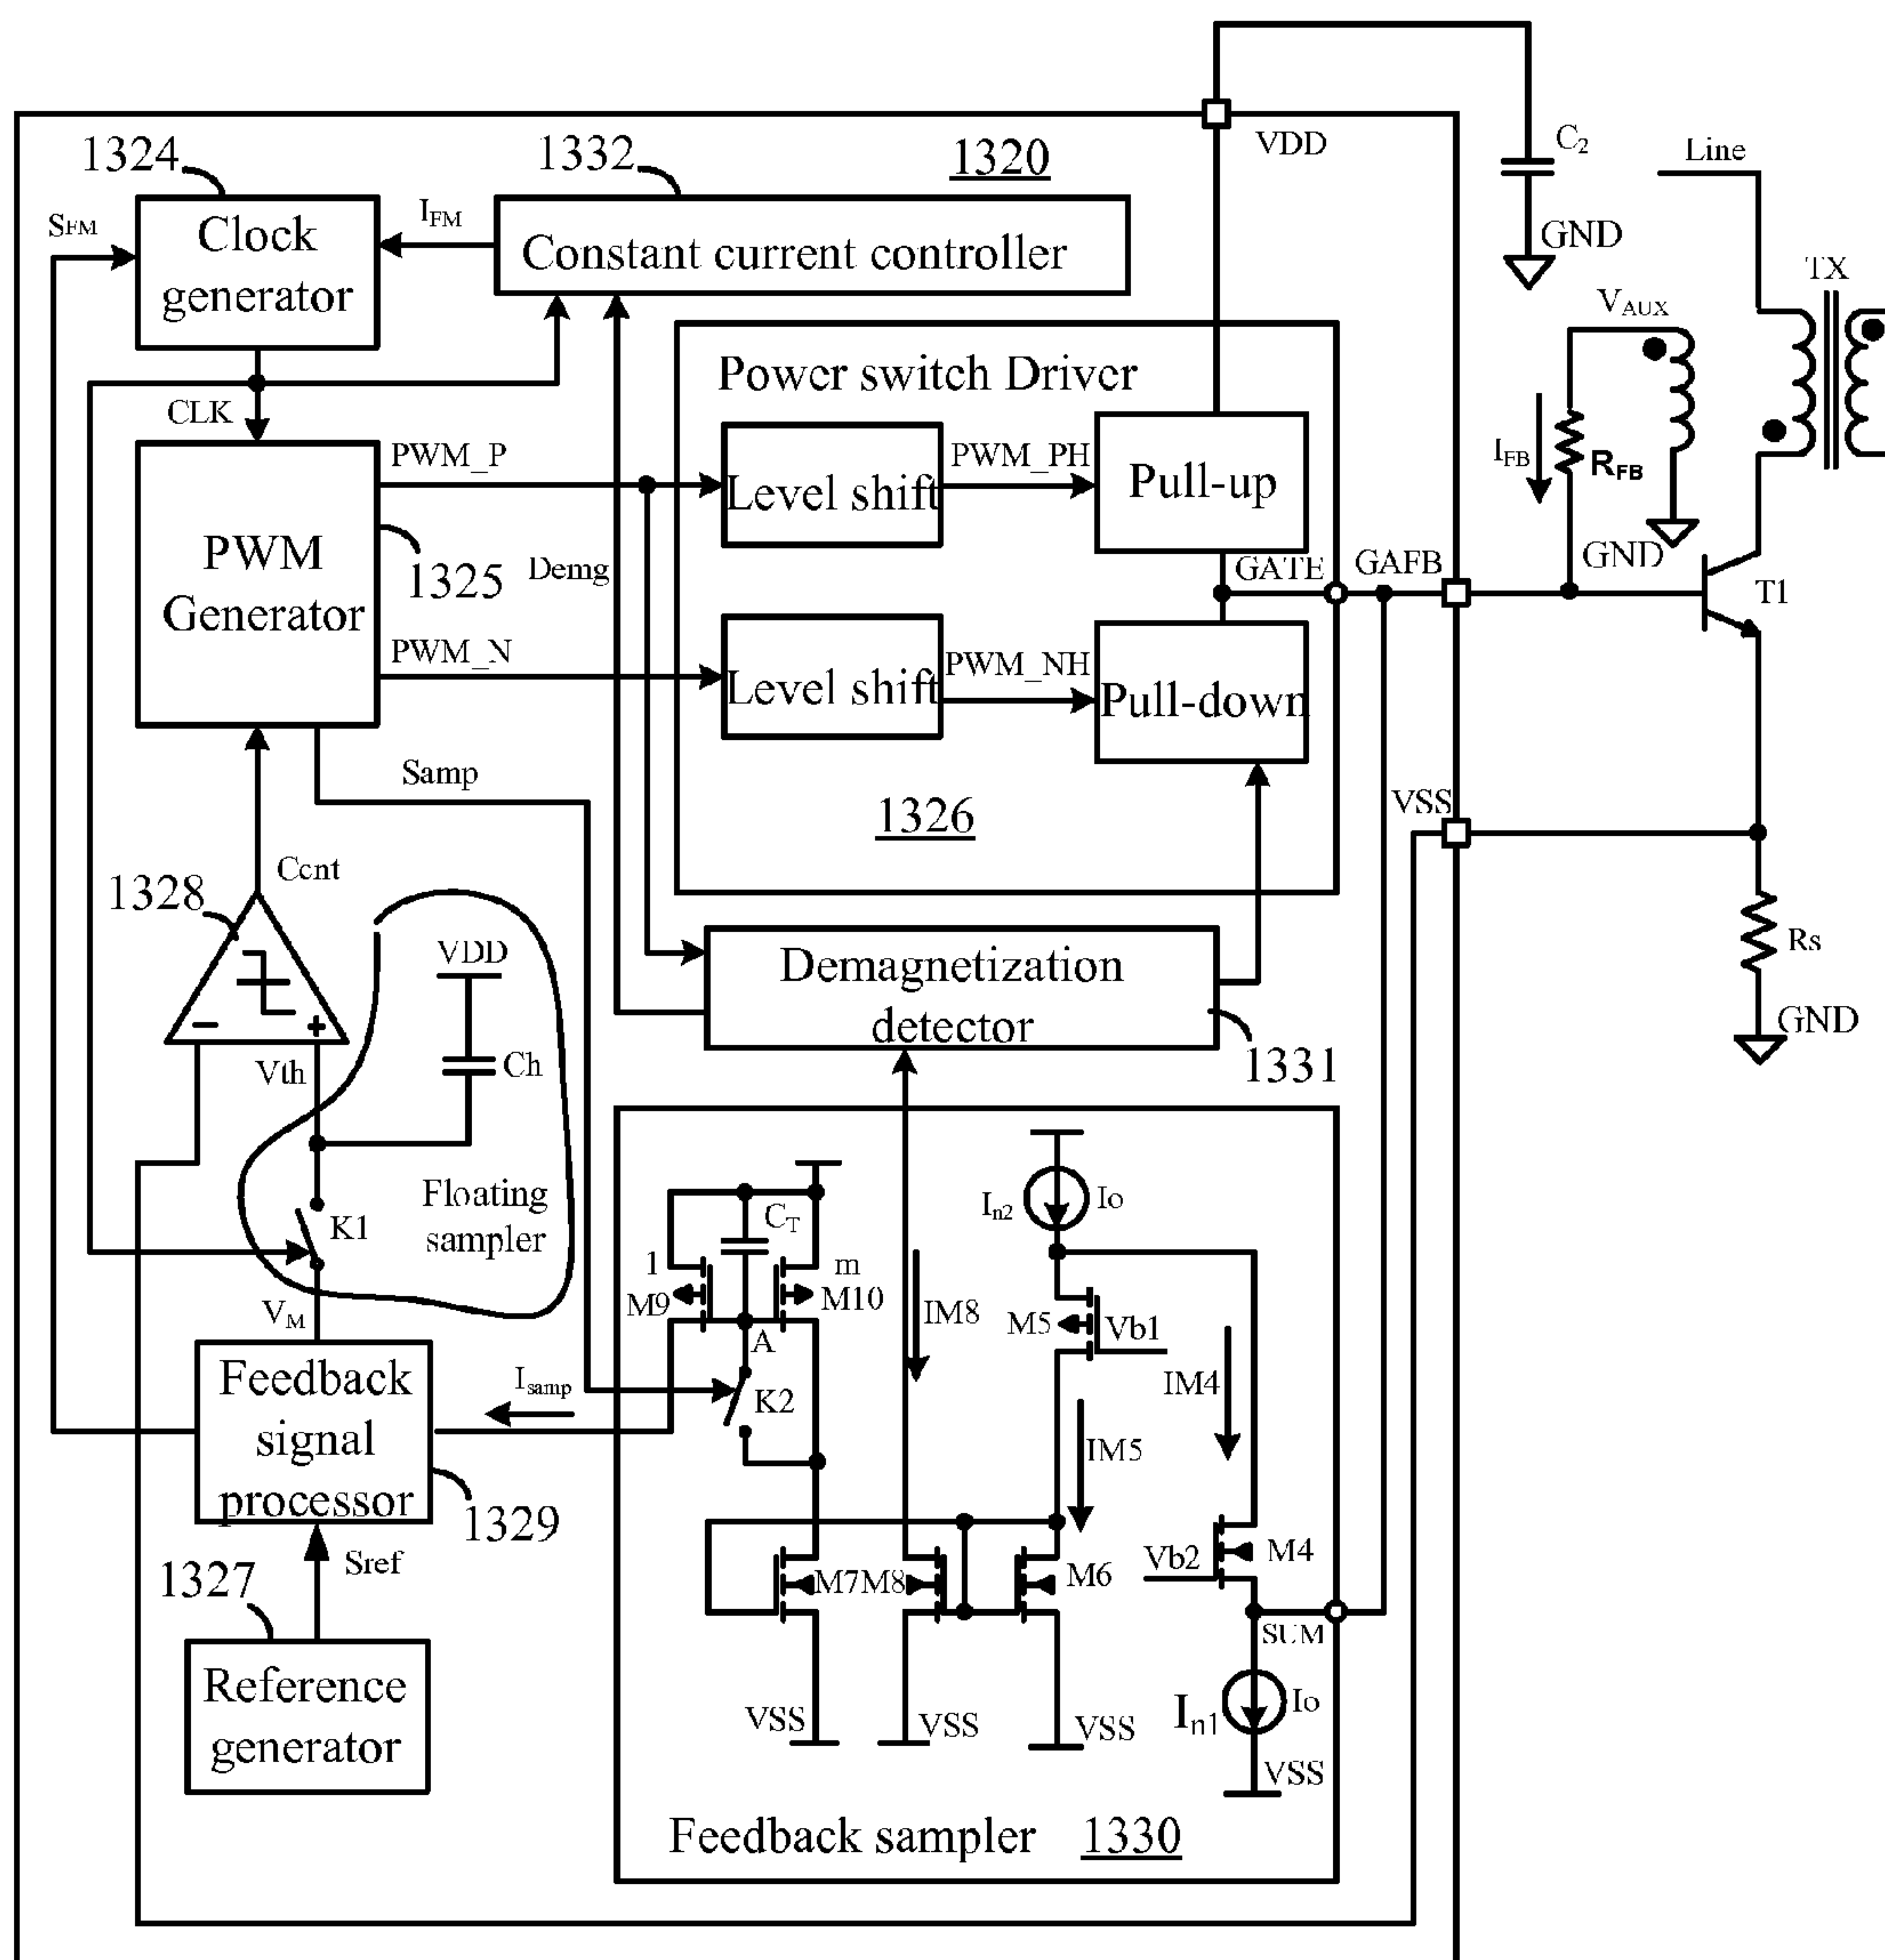 VDD
C2
GND
Line
TX
1324
1332
1320
SFM
Clock
generator
IFM
Constant current controller
VAUX
IFB
RFB
GND
T1
CLK
Power switch Driver
PWM_P
Level shift
PWM_PH
Pull-up
PWM
Generator
1325
Demg
GATE
GAFB
PWM_N
Level shift
PWM_NH
Pull-down
Samp
1326
VSS
Rs
GND
1328
Ccnt
VDD
Ch
Vth
- +
Demagnetization
detector
1331
Floating
sampler
K1
VM
In2
Io
CT
1
M9
m
M10
A
IM8
M5
Vb1
IM4
Feedback
signal
processor
Isamp
K2
IM5
1329
1327
Sref
M7
M8
M6
Vb2
M4
SUM
Reference
generator
VSS
VSS
VSS
In1
Io
VSS
Feedback sampler 1330